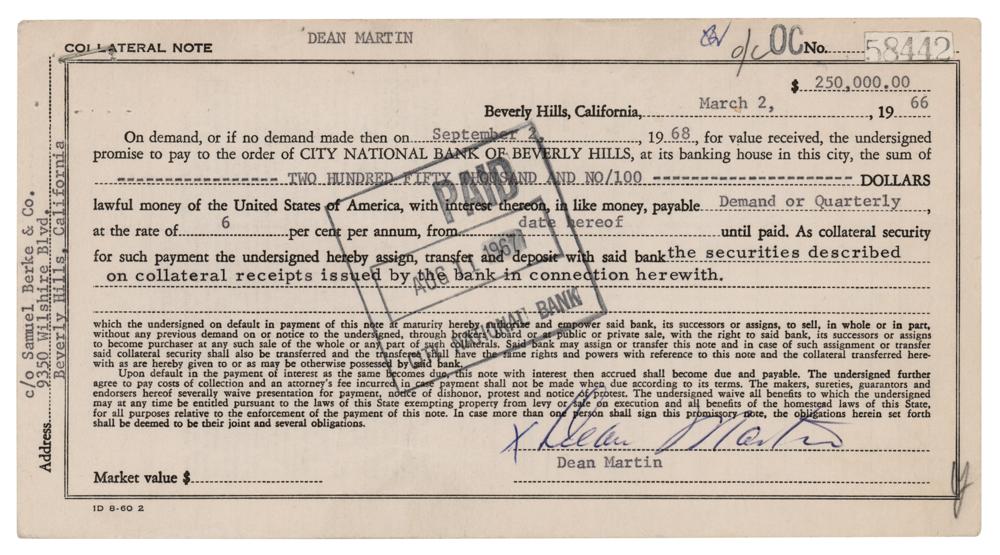 COLLATERAL NOTE
DEAN MARTIN
OC No. 58442
$ 250,000.00
Beverly Hills, California, March 2, , 19 66
On demand, or if no demand made then on September 2, , 19 68, for value received, the undersigned
promise to pay to the order of CITY NATIONAL BANK OF BEVERLY HILLS, at its banking house in this city, the sum of
---------------- TWO HUNDRED FIFTY THOUSAND AND NO/100 ------------------ DOLLARS
lawful money of the United States of America, with interest thereon, in like money, payable Demand or Quarterly ,
at the rate of 6 per cent per annum, from date hereof until paid. As collateral security
for such payment the undersigned hereby assign, transfer and deposit with said bank the securities described
on collateral receipts issued by the bank in connection herewith.
which the undersigned on default in payment of this note at maturity hereby authorize and empower said bank, its successors or assigns, to sell, in whole or in part,
without any previous demand on or notice to the undersigned, through broker, board or at public or private sale, with the right to said bank, its successors or assigns
to become purchaser at any such sale of the whole or any part of such collaterals. Said bank may assign or transfer this note and in case of such assignment or transfer
said collateral security shall also be transferred and the transferee shall have the same rights and powers with reference to this note and the collateral transferred here-
with as are hereby given to or as may be otherwise possessed by said bank.
Upon default in the payment of interest as the same becomes due, this note with interest then accrued shall become due and payable. The undersigned further
agree to pay costs of collection and an attorney's fee incurred in case payment shall not be made when due according to its terms. The makers, sureties, guarantors and
endorsers hereof severally waive presentation for payment, notice of dishonor, protest and notice of protest. The undersigned waive all benefits to which the undersigned
may at any time be entitled pursuant to the laws of this State exempting property from levy or sale on execution and all benefits of the homestead laws of this State,
for all purposes relative to the enforcement of the payment of this note. In case more than one person shall sign this promissory note, the obligations herein set forth
shall be deemed to be their joint and several obligations.
PAID
AUG 1967
CITY NATIONAL BANK
X Dean Martin
Dean Martin
Market value $
ID 8-60 2
Address
c/o Samuel Berke & Co.
9350 Wilshire Blvd.
Beverly Hills, California